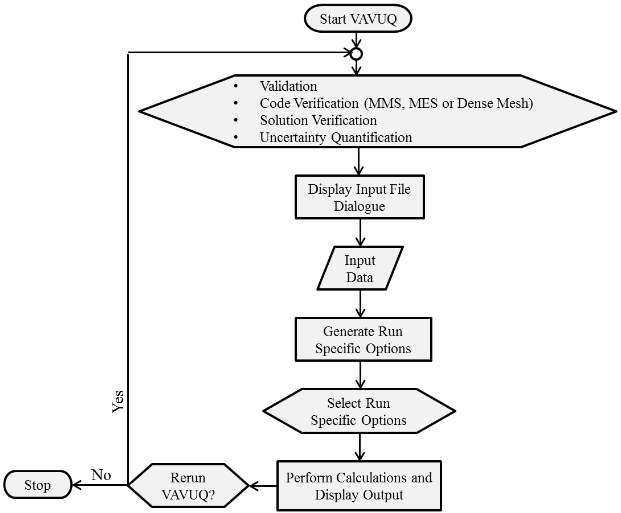 Start VAVUQ
• Validation
• Code Verification (MMS, MES or Dense Mesh)
• Solution Verification
• Uncertainty Quantification
Display Input File
Dialogue
Input
Data
Generate Run
Specific Options
Select Run
Specific Options
Perform Calculations and
Display Output
Rerun
VAVUQ?
Yes
No
Stop